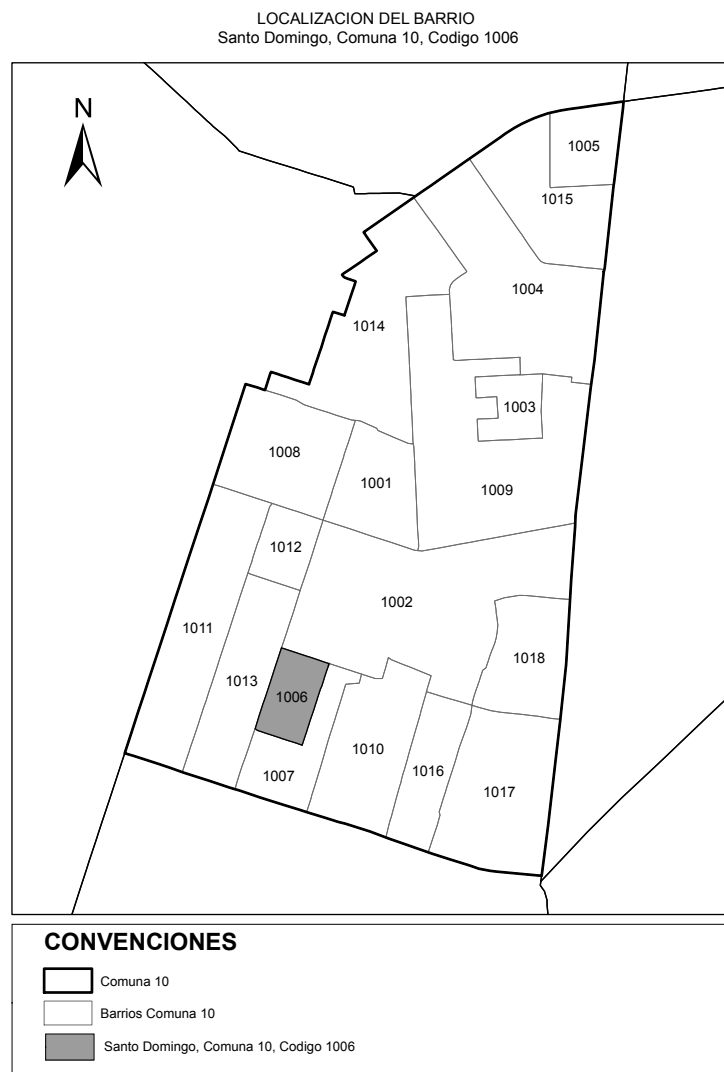 LOCALIZACION DEL BARRIO
Santo Domingo, Comuna 10, Codigo 1006
N
1005
1015
1004
1014
1003
1008
1001
1009
1012
1002
1011
1018
1013
1006
1010
1016
1007
1017
CONVENCIONES
Comuna 10
Barrios Comuna 10
Santo Domingo, Comuna 10, Codigo 1006